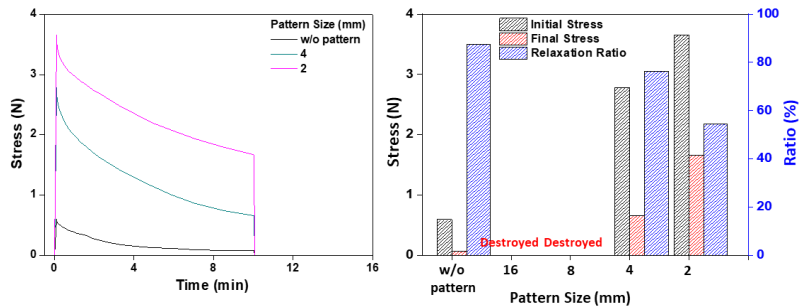 Pattern Size (mm)
w/o pattern
4
2
Stress (N)
4
3
2
1
0
0
4
8
12
16
Time (min)
Initial Stress
Final Stress
Relaxation Ratio
Stress (N)
4
3
2
1
0
Destroyed Destroyed
w/o
pattern
16
8
4
2
Pattern Size (mm)
100
80
60
40
20
0
Ratio (%)